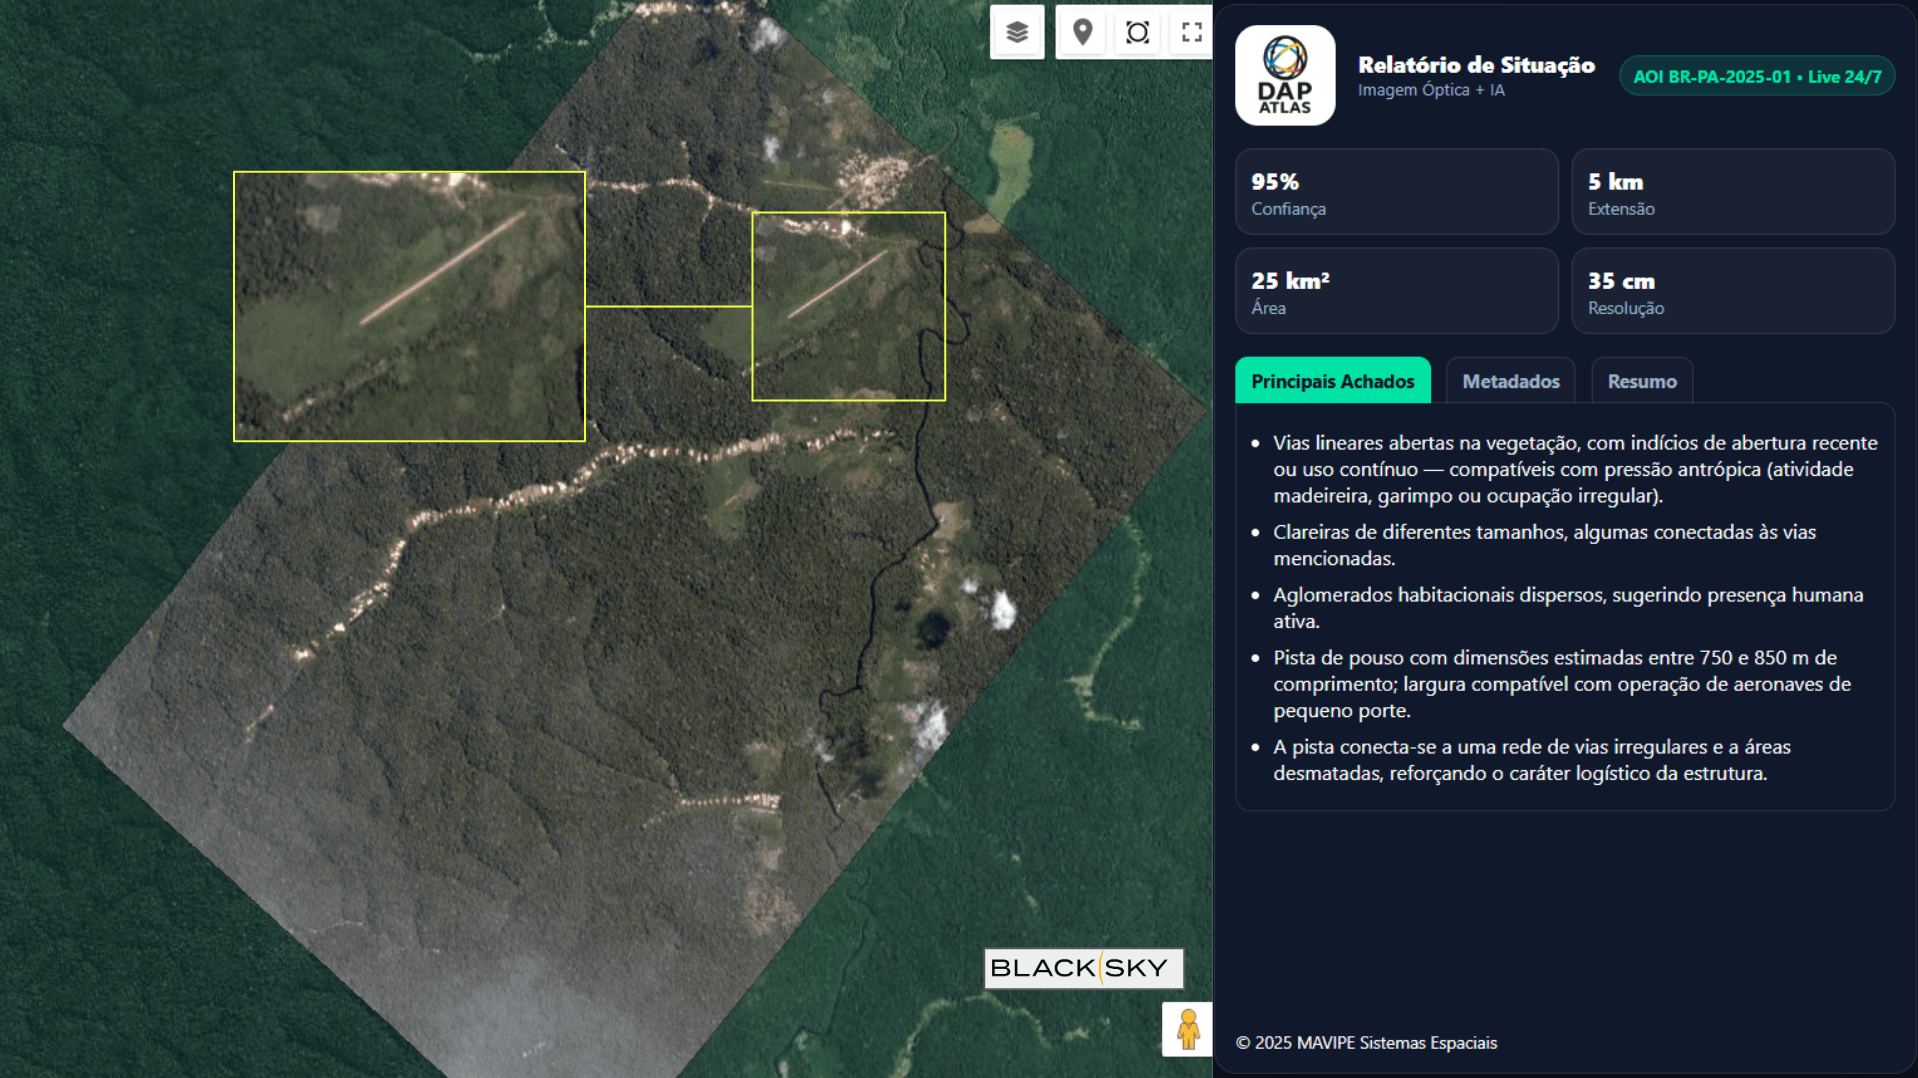 DAP
ATLAS
Relatório de Situação
Imagem Óptica + IA
AOI BR-PA-2025-01 • Live 24/7
95%
Confiança
5 km
Extensão
25 km²
Área
35 cm
Resolução
Principais Achados
Metadados
Resumo
• Vias lineares abertas na vegetação, com indícios de abertura recente
ou uso contínuo — compatíveis com pressão antrópica (atividade
madeireira, garimpo ou ocupação irregular).
• Clareiras de diferentes tamanhos, algumas conectadas às vias
mencionadas.
• Aglomerados habitacionais dispersos, sugerindo presença humana
ativa.
• Pista de pouso com dimensões estimadas entre 750 e 850 m de
comprimento; largura compatível com operação de aeronaves de
pequeno porte.
• A pista conecta-se a uma rede de vias irregulares e a áreas
desmatadas, reforçando o caráter logístico da estrutura.
BLACKSKY
© 2025 MAVIPE Sistemas Espaciais